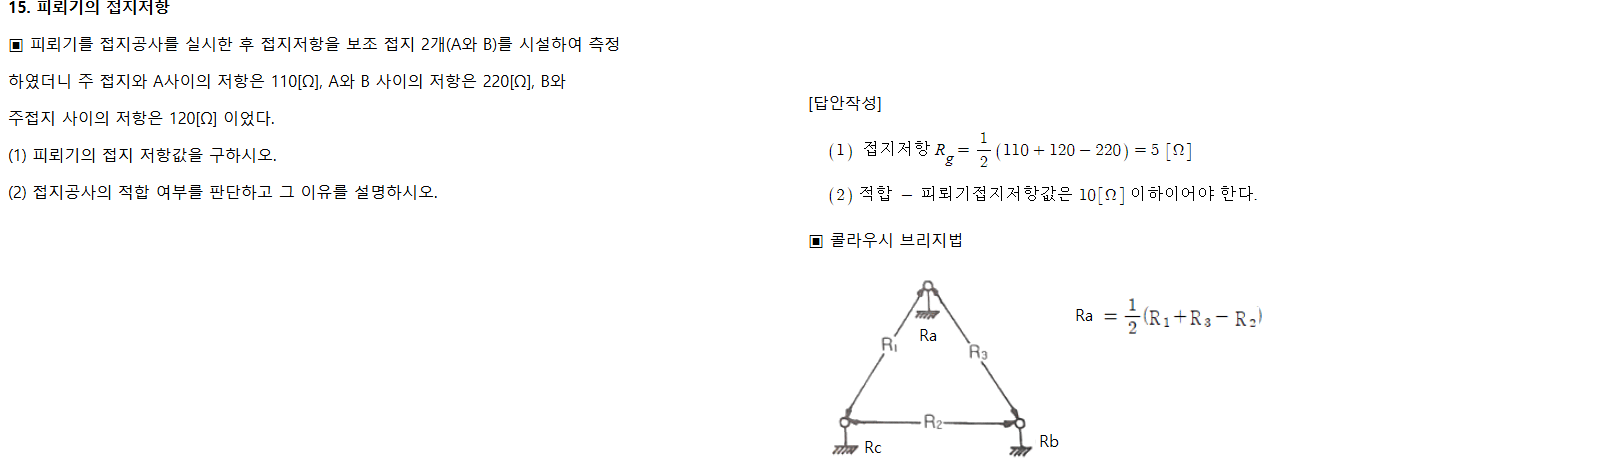 15. 피뢰기의 접지저항
▣ 피뢰기를 접지공사를 실시한 후 접지저항을 보조 접지 2개(A와 B)를 시설하여 측정
하였더니 주 접지와 A사이의 저항은 110[Ω], A와 B 사이의 저항은 220[Ω], B와
주접지 사이의 저항은 120[Ω] 이었다.
(1) 피뢰기의 접지 저항값을 구하시오.
(2) 접지공사의 적합 여부를 판단하고 그 이유를 설명하시오.
[답안작성]
(1) 접지저항 R_g = 1/2 (110 + 120 − 220) = 5 [Ω]
(2) 적합 − 피뢰기접지저항값은 10[Ω]이하이어야 한다.
▣ 콜라우시 브리지법
Ra = 1/2 (R₁+R₃− R₂)
Ra
R₁
R₃
R₂
Rc
Rb